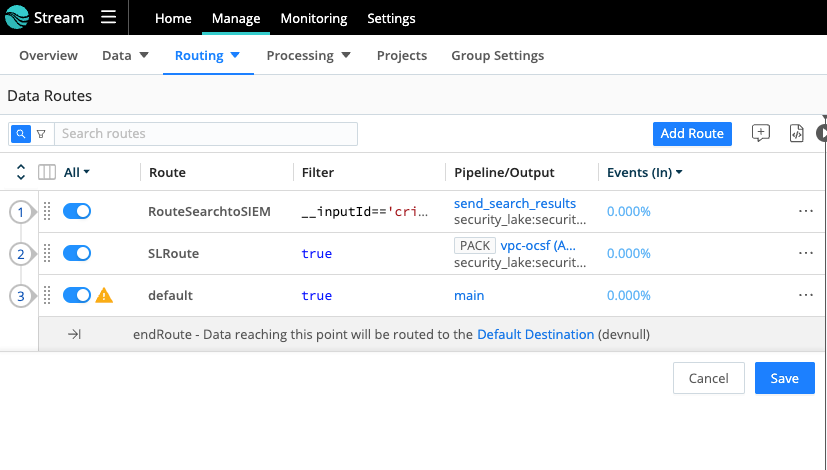 Stream Home Manage Monitoring Settings
Overview Data Routing Processing Projects Group Settings
Data Routes
Search routes Add Route
All Route Filter Pipeline/Output Events (In)
1 RouteSearchtoSIEM __inputId=='cri... send_search_results 0.000% ...
security_lake:securit...
2 SLRoute true PACK vpc-ocsf (A... 0.000% ...
security_lake:securit...
3 default true main 0.000% ...
endRoute - Data reaching this point will be routed to the Default Destination (devnull)
Cancel Save